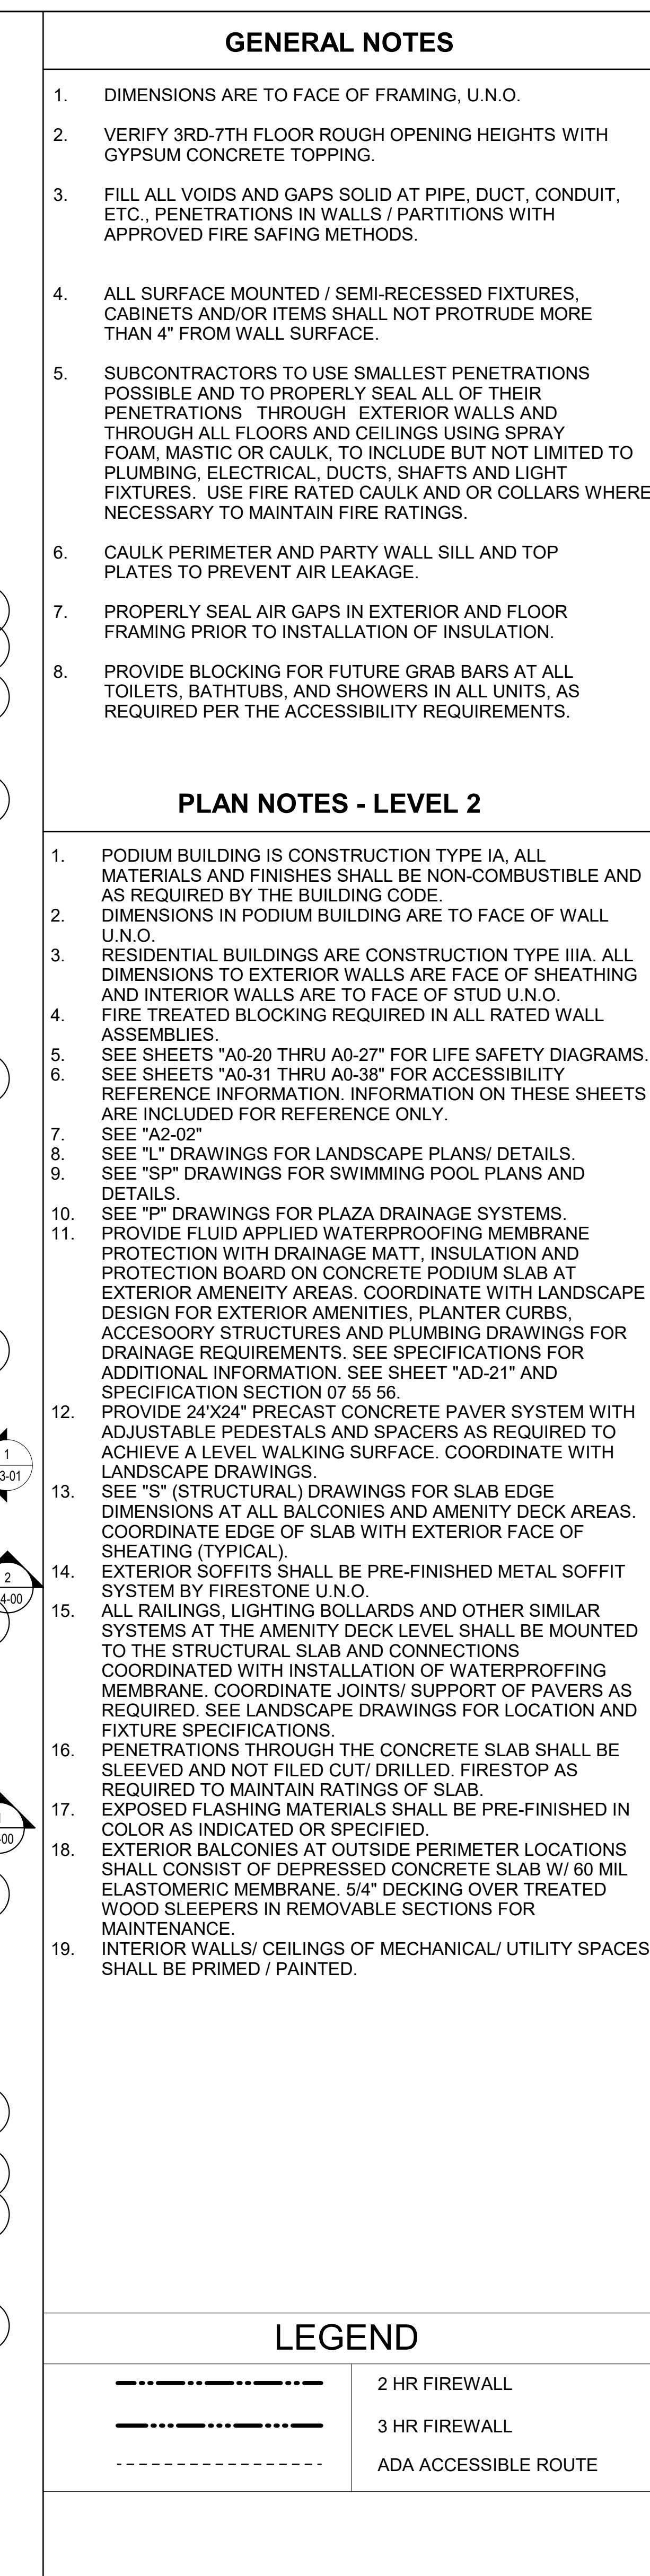 GENERAL NOTES
1. DIMENSIONS ARE TO FACE OF FRAMING, U.N.O.
2. VERIFY 3RD-7TH FLOOR ROUGH OPENING HEIGHTS WITH
GYPSUM CONCRETE TOPPING.
3. FILL ALL VOIDS AND GAPS SOLID AT PIPE, DUCT, CONDUIT,
ETC., PENETRATIONS IN WALLS / PARTITIONS WITH
APPROVED FIRE SAFING METHODS.
4. ALL SURFACE MOUNTED / SEMI-RECESSED FIXTURES,
CABINETS AND/OR ITEMS SHALL NOT PROTRUDE MORE
THAN 4" FROM WALL SURFACE.
5. SUBCONTRACTORS TO USE SMALLEST PENETRATIONS
POSSIBLE AND TO PROPERLY SEAL ALL OF THEIR
PENETRATIONS THROUGH EXTERIOR WALLS AND
THROUGH ALL FLOORS AND CEILINGS USING SPRAY
FOAM, MASTIC OR CAULK, TO INCLUDE BUT NOT LIMITED TO
PLUMBING, ELECTRICAL, DUCTS, SHAFTS AND LIGHT
FIXTURES. USE FIRE RATED CAULK AND OR COLLARS WHERE
NECESSARY TO MAINTAIN FIRE RATINGS.
6. CAULK PERIMETER AND PARTY WALL SILL AND TOP
PLATES TO PREVENT AIR LEAKAGE.
7. PROPERLY SEAL AIR GAPS IN EXTERIOR AND FLOOR
FRAMING PRIOR TO INSTALLATION OF INSULATION.
8. PROVIDE BLOCKING FOR FUTURE GRAB BARS AT ALL
TOILETS, BATHTUBS, AND SHOWERS IN ALL UNITS, AS
REQUIRED PER THE ACCESSIBILITY REQUIREMENTS.
PLAN NOTES - LEVEL 2
1. PODIUM BUILDING IS CONSTRUCTION TYPE IA, ALL
MATERIALS AND FINISHES SHALL BE NON-COMBUSTIBLE AND
AS REQUIRED BY THE BUILDING CODE.
2. DIMENSIONS IN PODIUM BUILDING ARE TO FACE OF WALL
U.N.O.
3. RESIDENTIAL BUILDINGS ARE CONSTRUCTION TYPE IIIA. ALL
DIMENSIONS TO EXTERIOR WALLS ARE FACE OF SHEATHING
AND INTERIOR WALLS ARE TO FACE OF STUD U.N.O.
4. FIRE TREATED BLOCKING REQUIRED IN ALL RATED WALL
ASSEMBLIES.
5. SEE SHEETS "A0-20 THRU A0-27" FOR LIFE SAFETY DIAGRAMS.
6. SEE SHEETS "A0-31 THRU A0-38" FOR ACCESSIBILITY
REFERENCE INFORMATION. INFORMATION ON THESE SHEETS
ARE INCLUDED FOR REFERENCE ONLY.
7. SEE "A2-02"
8. SEE "L" DRAWINGS FOR LANDSCAPE PLANS/ DETAILS.
9. SEE "SP" DRAWINGS FOR SWIMMING POOL PLANS AND
DETAILS.
10. SEE "P" DRAWINGS FOR PLAZA DRAINAGE SYSTEMS.
11. PROVIDE FLUID APPLIED WATERPROOFING MEMBRANE
PROTECTION WITH DRAINAGE MATT, INSULATION AND
PROTECTION BOARD ON CONCRETE PODIUM SLAB AT
EXTERIOR AMENEITY AREAS. COORDINATE WITH LANDSCAPE
DESIGN FOR EXTERIOR AMENITIES, PLANTER CURBS,
ACCESOORY STRUCTURES AND PLUMBING DRAWINGS FOR
DRAINAGE REQUIREMENTS. SEE SPECIFICATIONS FOR
ADDITIONAL INFORMATION. SEE SHEET "AD-21" AND
SPECIFICATION SECTION 07 55 56.
12. PROVIDE 24'X24" PRECAST CONCRETE PAVER SYSTEM WITH
ADJUSTABLE PEDESTALS AND SPACERS AS REQUIRED TO
ACHIEVE A LEVEL WALKING SURFACE. COORDINATE WITH
LANDSCAPE DRAWINGS.
13. SEE "S" (STRUCTURAL) DRAWINGS FOR SLAB EDGE
DIMENSIONS AT ALL BALCONIES AND AMENITY DECK AREAS.
COORDINATE EDGE OF SLAB WITH EXTERIOR FACE OF
SHEATING (TYPICAL).
14. EXTERIOR SOFFITS SHALL BE PRE-FINISHED METAL SOFFIT
SYSTEM BY FIRESTONE U.N.O.
15. ALL RAILINGS, LIGHTING BOLLARDS AND OTHER SIMILAR
SYSTEMS AT THE AMENITY DECK LEVEL SHALL BE MOUNTED
TO THE STRUCTURAL SLAB AND CONNECTIONS
COORDINATED WITH INSTALLATION OF WATERPROFFING
MEMBRANE. COORDINATE JOINTS/ SUPPORT OF PAVERS AS
REQUIRED. SEE LANDSCAPE DRAWINGS FOR LOCATION AND
FIXTURE SPECIFICATIONS.
16. PENETRATIONS THROUGH THE CONCRETE SLAB SHALL BE
SLEEVED AND NOT FILED CUT/ DRILLED. FIRESTOP AS
REQUIRED TO MAINTAIN RATINGS OF SLAB.
17. EXPOSED FLASHING MATERIALS SHALL BE PRE-FINISHED IN
COLOR AS INDICATED OR SPECIFIED.
18. EXTERIOR BALCONIES AT OUTSIDE PERIMETER LOCATIONS
SHALL CONSIST OF DEPRESSED CONCRETE SLAB W/ 60 MIL
ELASTOMERIC MEMBRANE. 5/4" DECKING OVER TREATED
WOOD SLEEPERS IN REMOVABLE SECTIONS FOR
MAINTENANCE.
19. INTERIOR WALLS/ CEILINGS OF MECHANICAL/ UTILITY SPACES
SHALL BE PRIMED / PAINTED.
1
3-01
2
4-00
-00
LEGEND
2 HR FIREWALL
3 HR FIREWALL
ADA ACCESSIBLE ROUTE